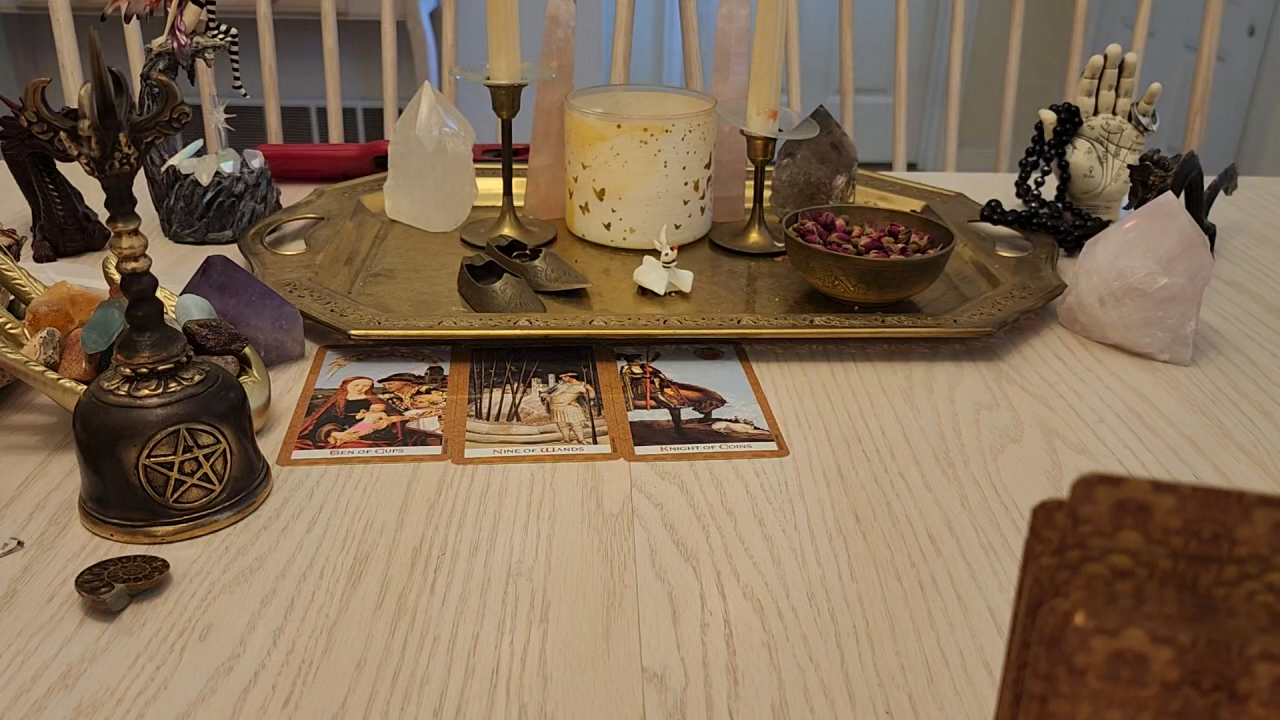 Ten of Cups
Nine of Wands
Knight of Coins